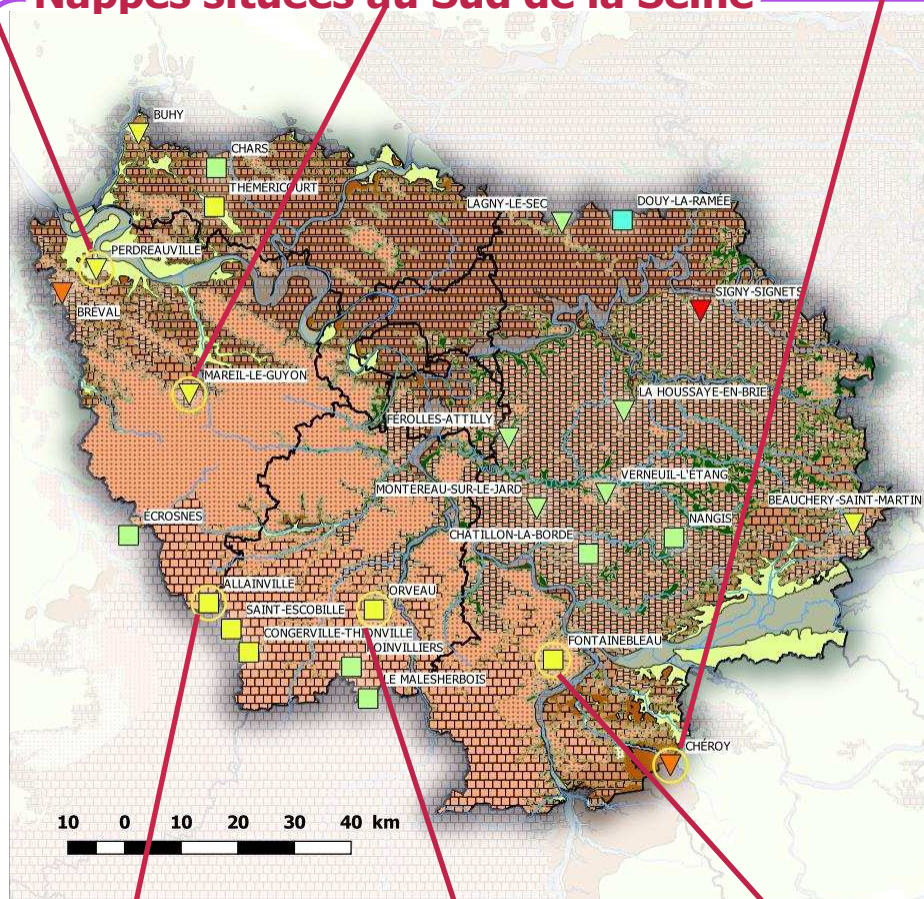 Nappes situées au Sud de la Seine
BUHY
CHARS
THEMERICOURT
LAGNY-LE-SEC
DOUY-LA-RAMÉE
PERDREAUVILLE
SIGNY-SIGNETS
BRÉVAL
MAREIL-LE-GUYON
LA HOUSSAYE-EN-BRIE
FÉROLLES-ATTILLY
VERNEUIL-L'ÉTANG
MONTEREAU-SUR-LE-JARD
BEAUCHERY-SAINT-MARTIN
ÉCROSNES
NANGIS
CHATILLON-LA-BORDE
ALLAINVILLE
ORVEAU
SAINT-ESCOBILLE
CONGERVILLE-THIONVILLE
FONTAINEBLEAU
OINVILLIERS
LE MALESHERBOIS
CHÉROY
10 0 10 20 30 40 km